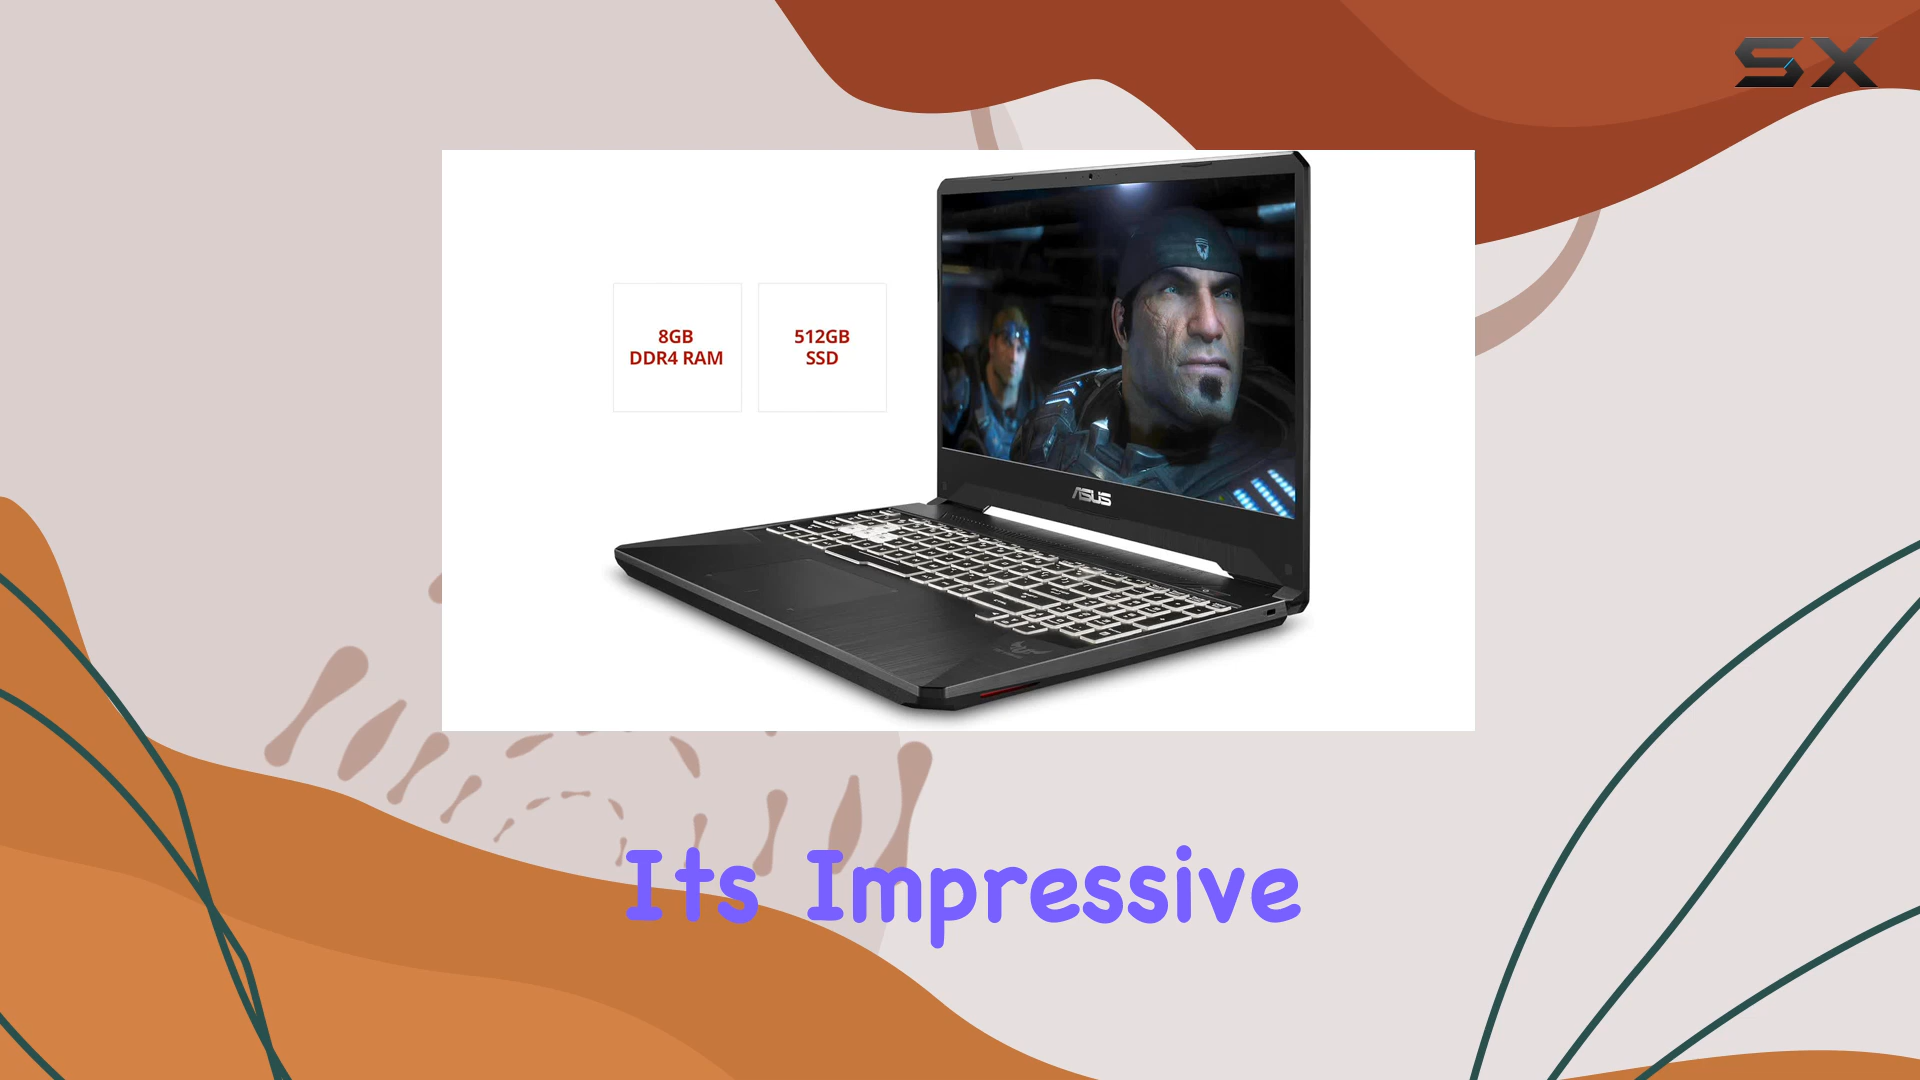 SX
8GB
DDR4 RAM
512GB
SSD
ASUS
Its Impressive